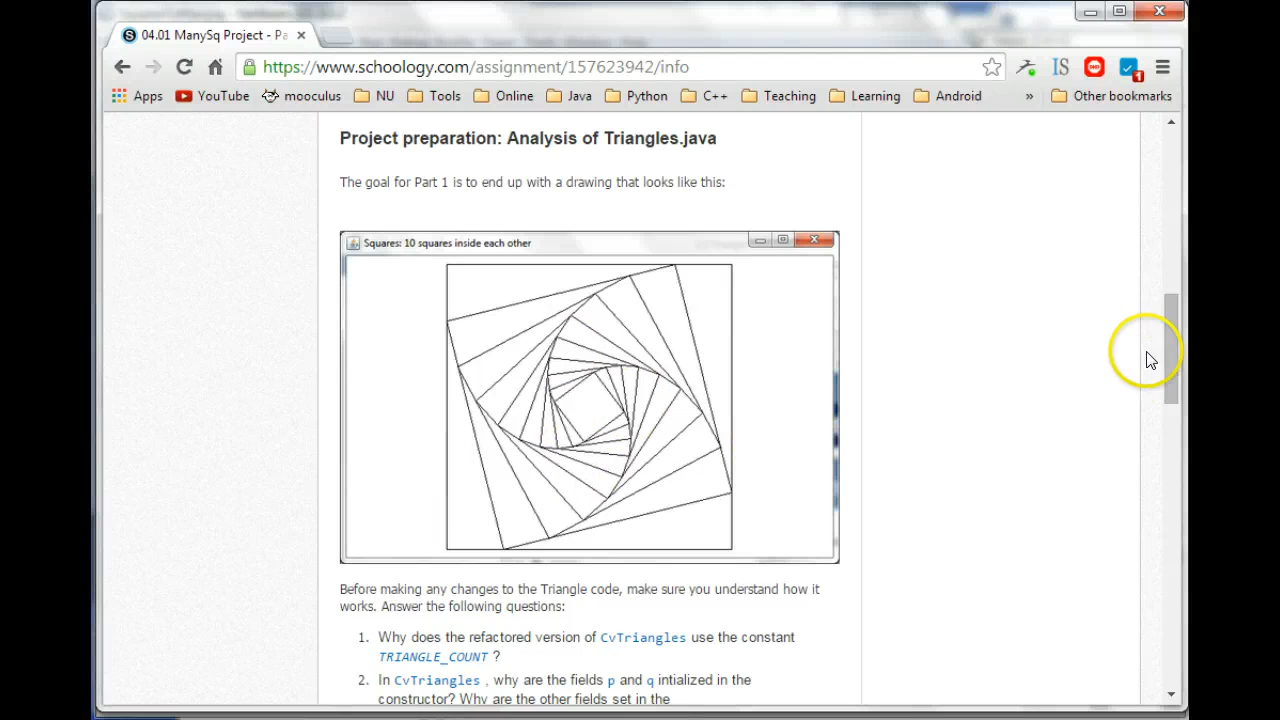 04.01 ManySq Project - Pa
https://www.schoology.com/assignment/157623942/info
IS
1
Apps YouTube mooculus NU Tools Online Java Python C++ Teaching Learning Android » Other bookmarks
Project preparation: Analysis of Triangles.java
The goal for Part 1 is to end up with a drawing that looks like this:
Squares: 10 squares inside each other
Before making any changes to the Triangle code, make sure you understand how it
works. Answer the following questions:
1. Why does the refactored version of CvTriangles use the constant
TRIANGLE_COUNT ?
2. In CvTriangles , why are the fields p and q intialized in the
constructor? Why are the other fields set in the